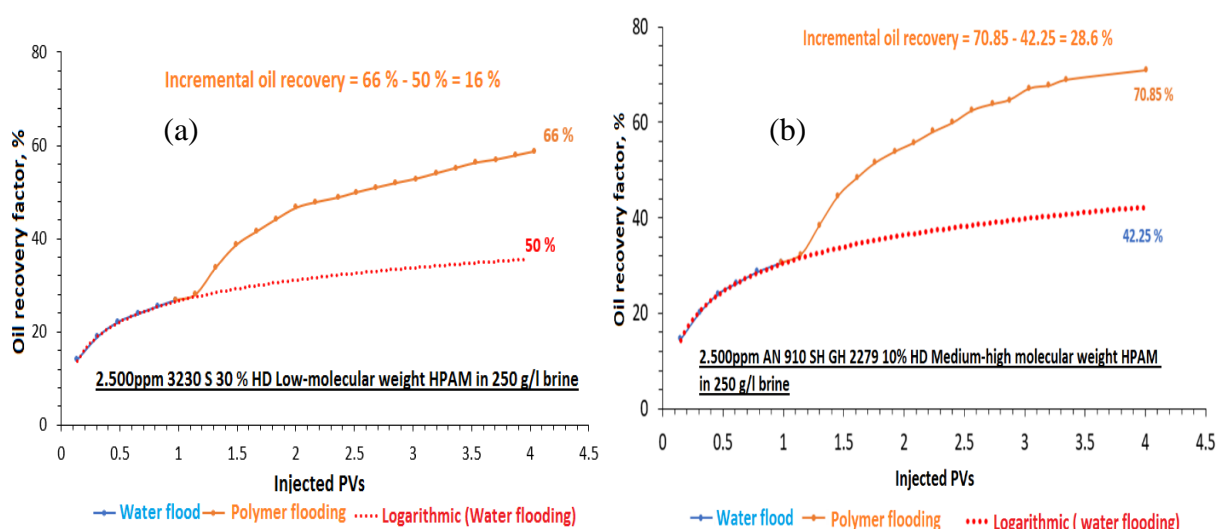 Incremental oil recovery = 66 % - 50 % = 16 %
(a)
66 %
50 %
2.500ppm 3230 S 30 % HD Low-molecular weight HPAM in 250 g/l brine
Oil recovery factor, %
80
60
40
20
0
0 0.5 1 1.5 2 2.5 3 3.5 4 4.5
Injected PVs
Water flood Polymer flooding Logarithmic (Water flooding)
Incremental oil recovery = 70.85 - 42.25 = 28.6 %
(b)
70.85 %
42.25 %
2.500ppm AN 910 SH GH 2279 10% HD Medium-high molecular weight HPAM
in 250 g/l brine
Oil recovery factor, %
80
60
40
20
0
0 0.5 1 1.5 2 2.5 3 3.5 4 4.5
Injected PVs
Water flood Polymer flooding Logarithmic ( water flooding)